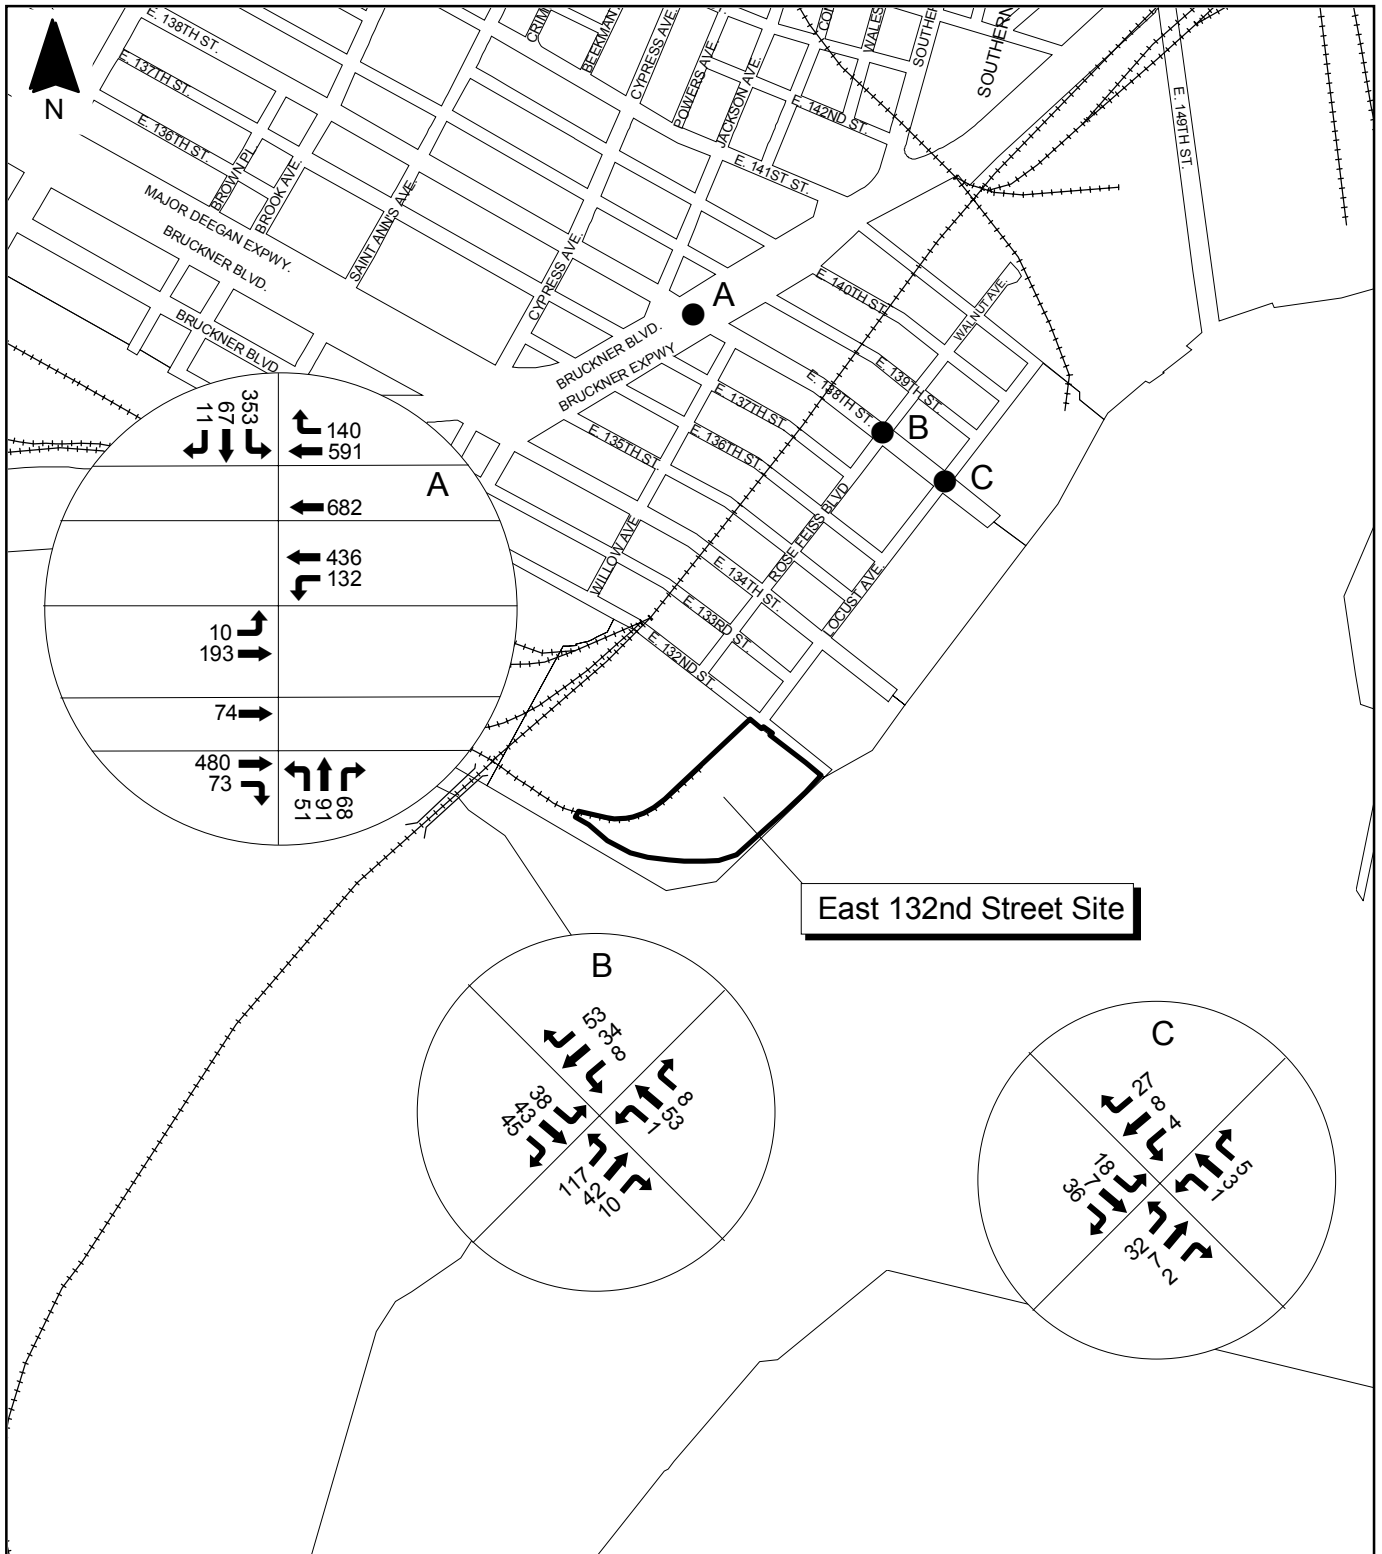 N
E. 138TH ST.
E. 137TH ST.
E. 136TH ST.
BROWN PL.
BROOK AVE.
SAINT ANN'S AVE.
MAJOR DEEGAN EXPWY.
BRUCKNER BLVD.
BRUCKNER BLVD
CRIM
BEEKMAN
CYPRESS AVE.
POWERS AVE.
JACKSON AVE.
COL
WALES
SOUTHER
SOUTHERN
E. 142ND ST.
E. 141ST ST.
E. 149TH ST.
CYPRESS AVE.
A
BRUCKNER BLVD.
BRUCKNER EXPWY
E. 140TH ST.
WALNUT AVE.
E. 139TH ST.
E. 138TH ST.
E. 137TH ST.
E. 136TH ST.
E. 135TH ST.
B
C
ROSE FEISS BLVD
WILLOW AVE
LOCUST AVE.
E. 134TH ST.
E. 133RD ST.
E. 132ND ST.
A
11
67
353
140
591
682
436
132
10
193
74
480
73
51
91
68
East 132nd Street Site
B
53
34
8
38
43
45
8
53
1
117
42
10
C
27
8
4
18
7
36
5
3
1
32
7
2